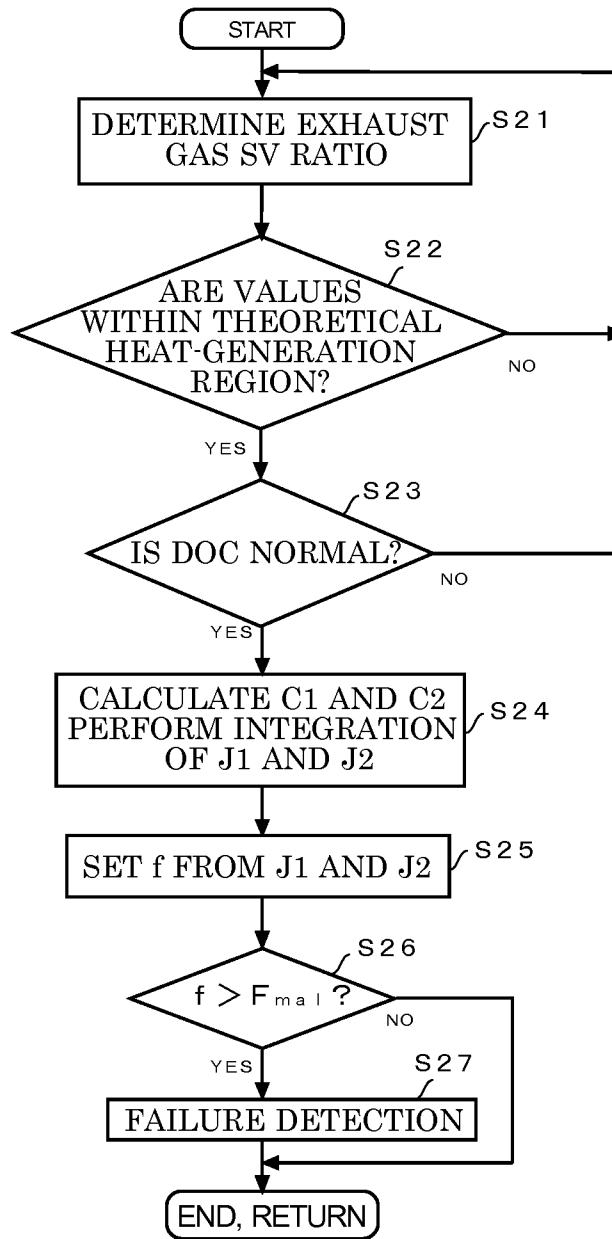 START
DETERMINE EXHAUST
GAS SV RATIO
S21
S22
ARE VALUES
WITHIN THEORETICAL
HEAT-GENERATION
REGION?
NO
YES
S23
IS DOC NORMAL?
NO
YES
CALCULATE C1 AND C2
PERFORM INTEGRATION
OF J1 AND J2
S24
SET f FROM J1 AND J2
S25
S26
f > Fmal ?
NO
YES
S27
FAILURE DETECTION
END, RETURN